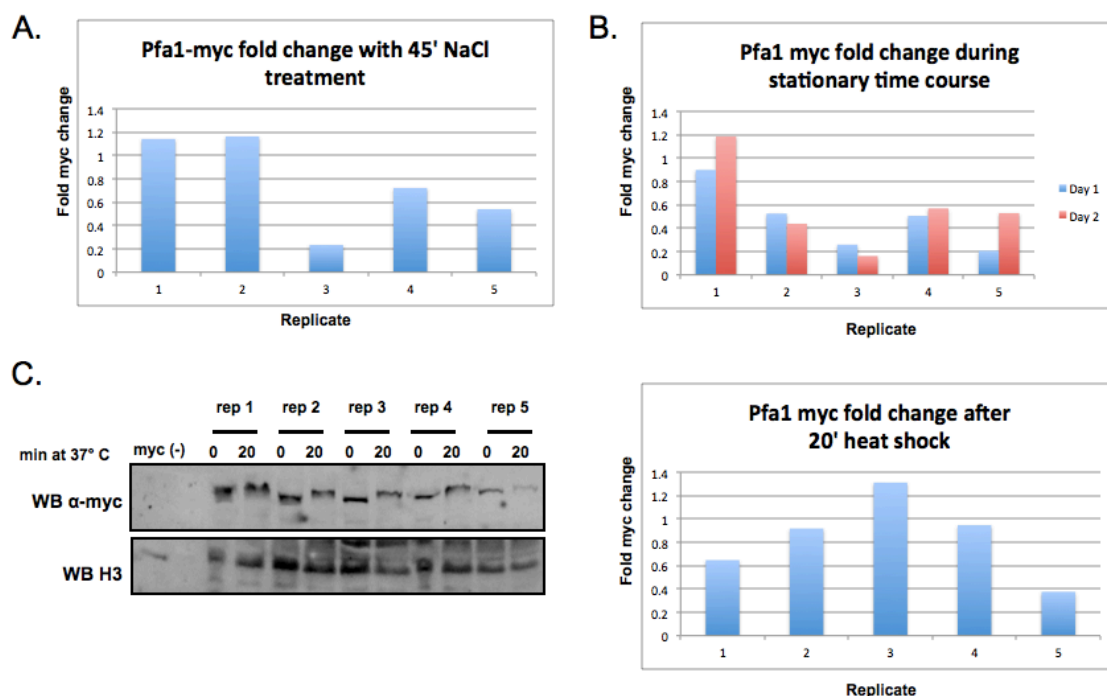 A.
Pfa1-myc fold change with 45' NaCl
treatment
Fold myc change
1.4
1.2
1
0.8
0.6
0.4
0.2
0
1 2 3 4 5
Replicate
B.
Pfa1 myc fold change during
stationary time course
Fold myc change
1.4
1.2
1
0.8
0.6
0.4
0.2
0
1 2 3 4 5
Replicate
Day 1
Day 2
C.
rep 1 rep 2 rep 3 rep 4 rep 5
min at 37° C myc (-) 0 20 0 20 0 20 0 20 0 20
WB α-myc
WB H3
Pfa1 myc fold change after
20' heat shock
Fold myc change
1.4
1.2
1
0.8
0.6
0.4
0.2
0
1 2 3 4 5
Replicate